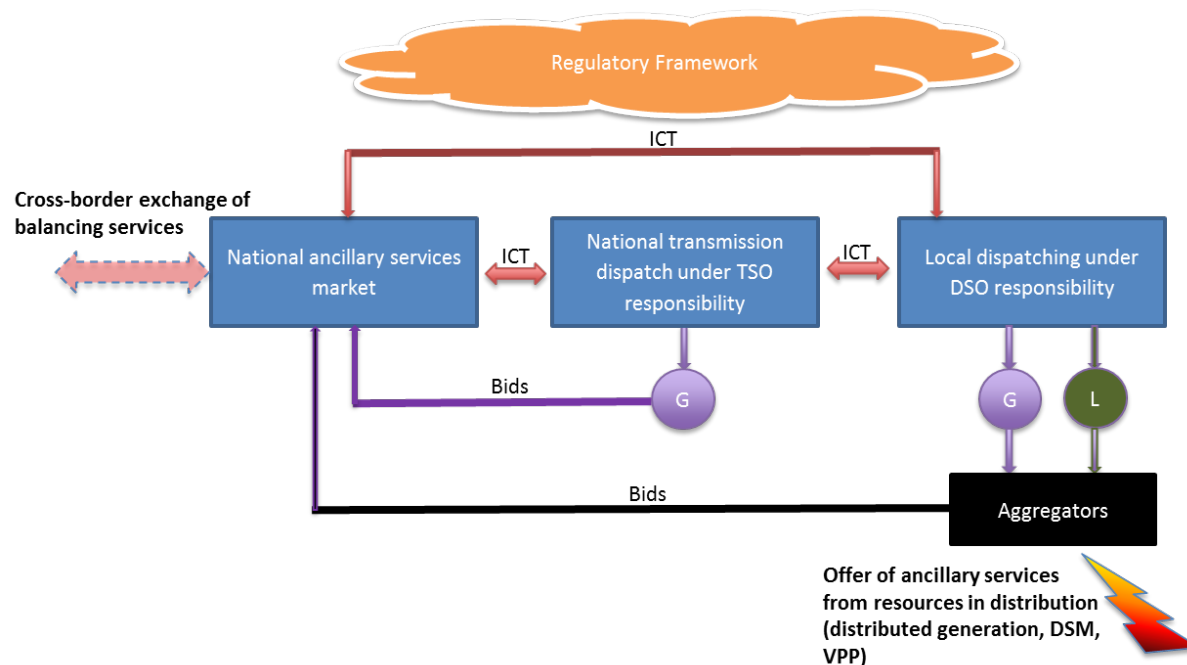 Regulatory Framework
ICT
Cross-border exchange of
balancing services
National ancillary services
market
ICT
National transmission
dispatch under TSO
responsibility
ICT
Local dispatching under
DSO responsibility
Bids
G
G
L
Bids
Aggregators
Offer of ancillary services
from resources in distribution
(distributed generation, DSM,
VPP)